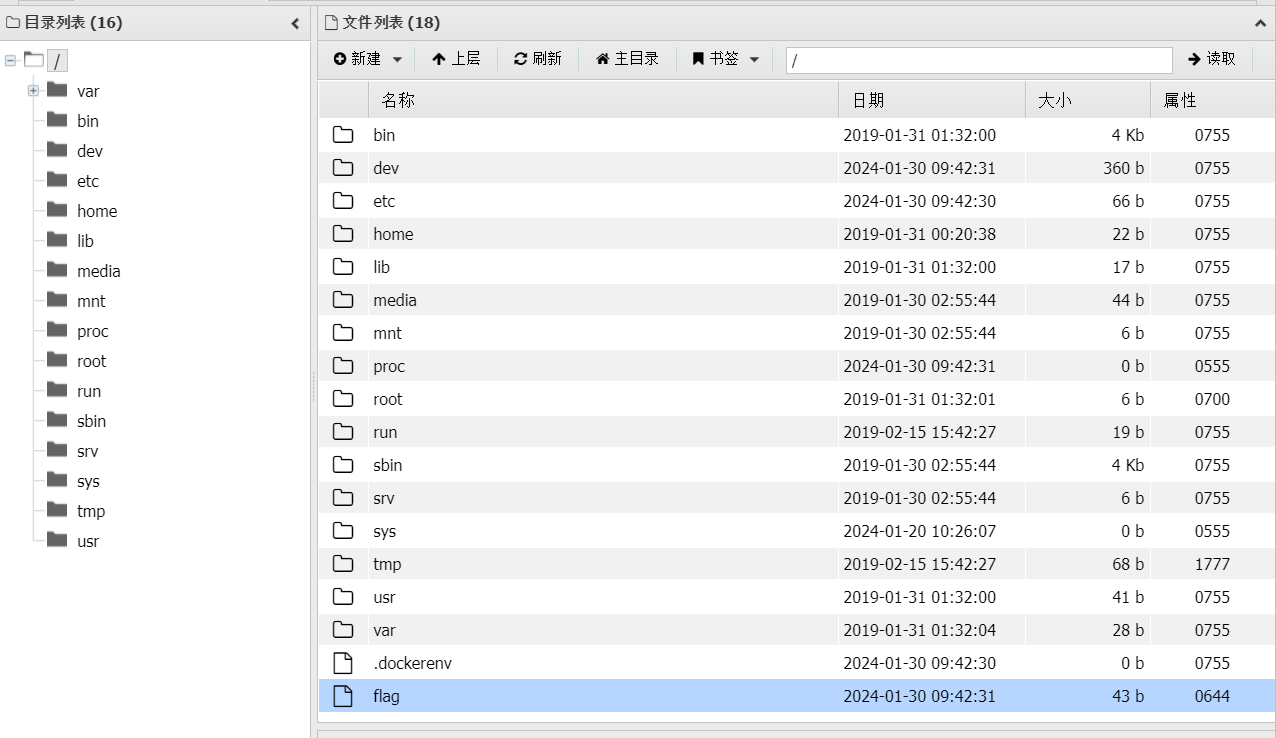 目录列表 (16)
/
var
bin
dev
etc
home
lib
media
mnt
proc
root
run
sbin
srv
sys
tmp
usr
文件列表 (18)
新建 上层 刷新 主目录 书签 / 读取
名称 日期 大小 属性
bin 2019-01-31 01:32:00 4 Kb 0755
dev 2024-01-30 09:42:31 360 b 0755
etc 2024-01-30 09:42:30 66 b 0755
home 2019-01-31 00:20:38 22 b 0755
lib 2019-01-31 01:32:00 17 b 0755
media 2019-01-30 02:55:44 44 b 0755
mnt 2019-01-30 02:55:44 6 b 0755
proc 2024-01-30 09:42:31 0 b 0555
root 2019-01-31 01:32:01 6 b 0700
run 2019-02-15 15:42:27 19 b 0755
sbin 2019-01-30 02:55:44 4 Kb 0755
srv 2019-01-30 02:55:44 6 b 0755
sys 2024-01-20 10:26:07 0 b 0555
tmp 2019-02-15 15:42:27 68 b 1777
usr 2019-01-31 01:32:00 41 b 0755
var 2019-01-31 01:32:04 28 b 0755
.dockerenv 2024-01-30 09:42:30 0 b 0755
flag 2024-01-30 09:42:31 43 b 0644